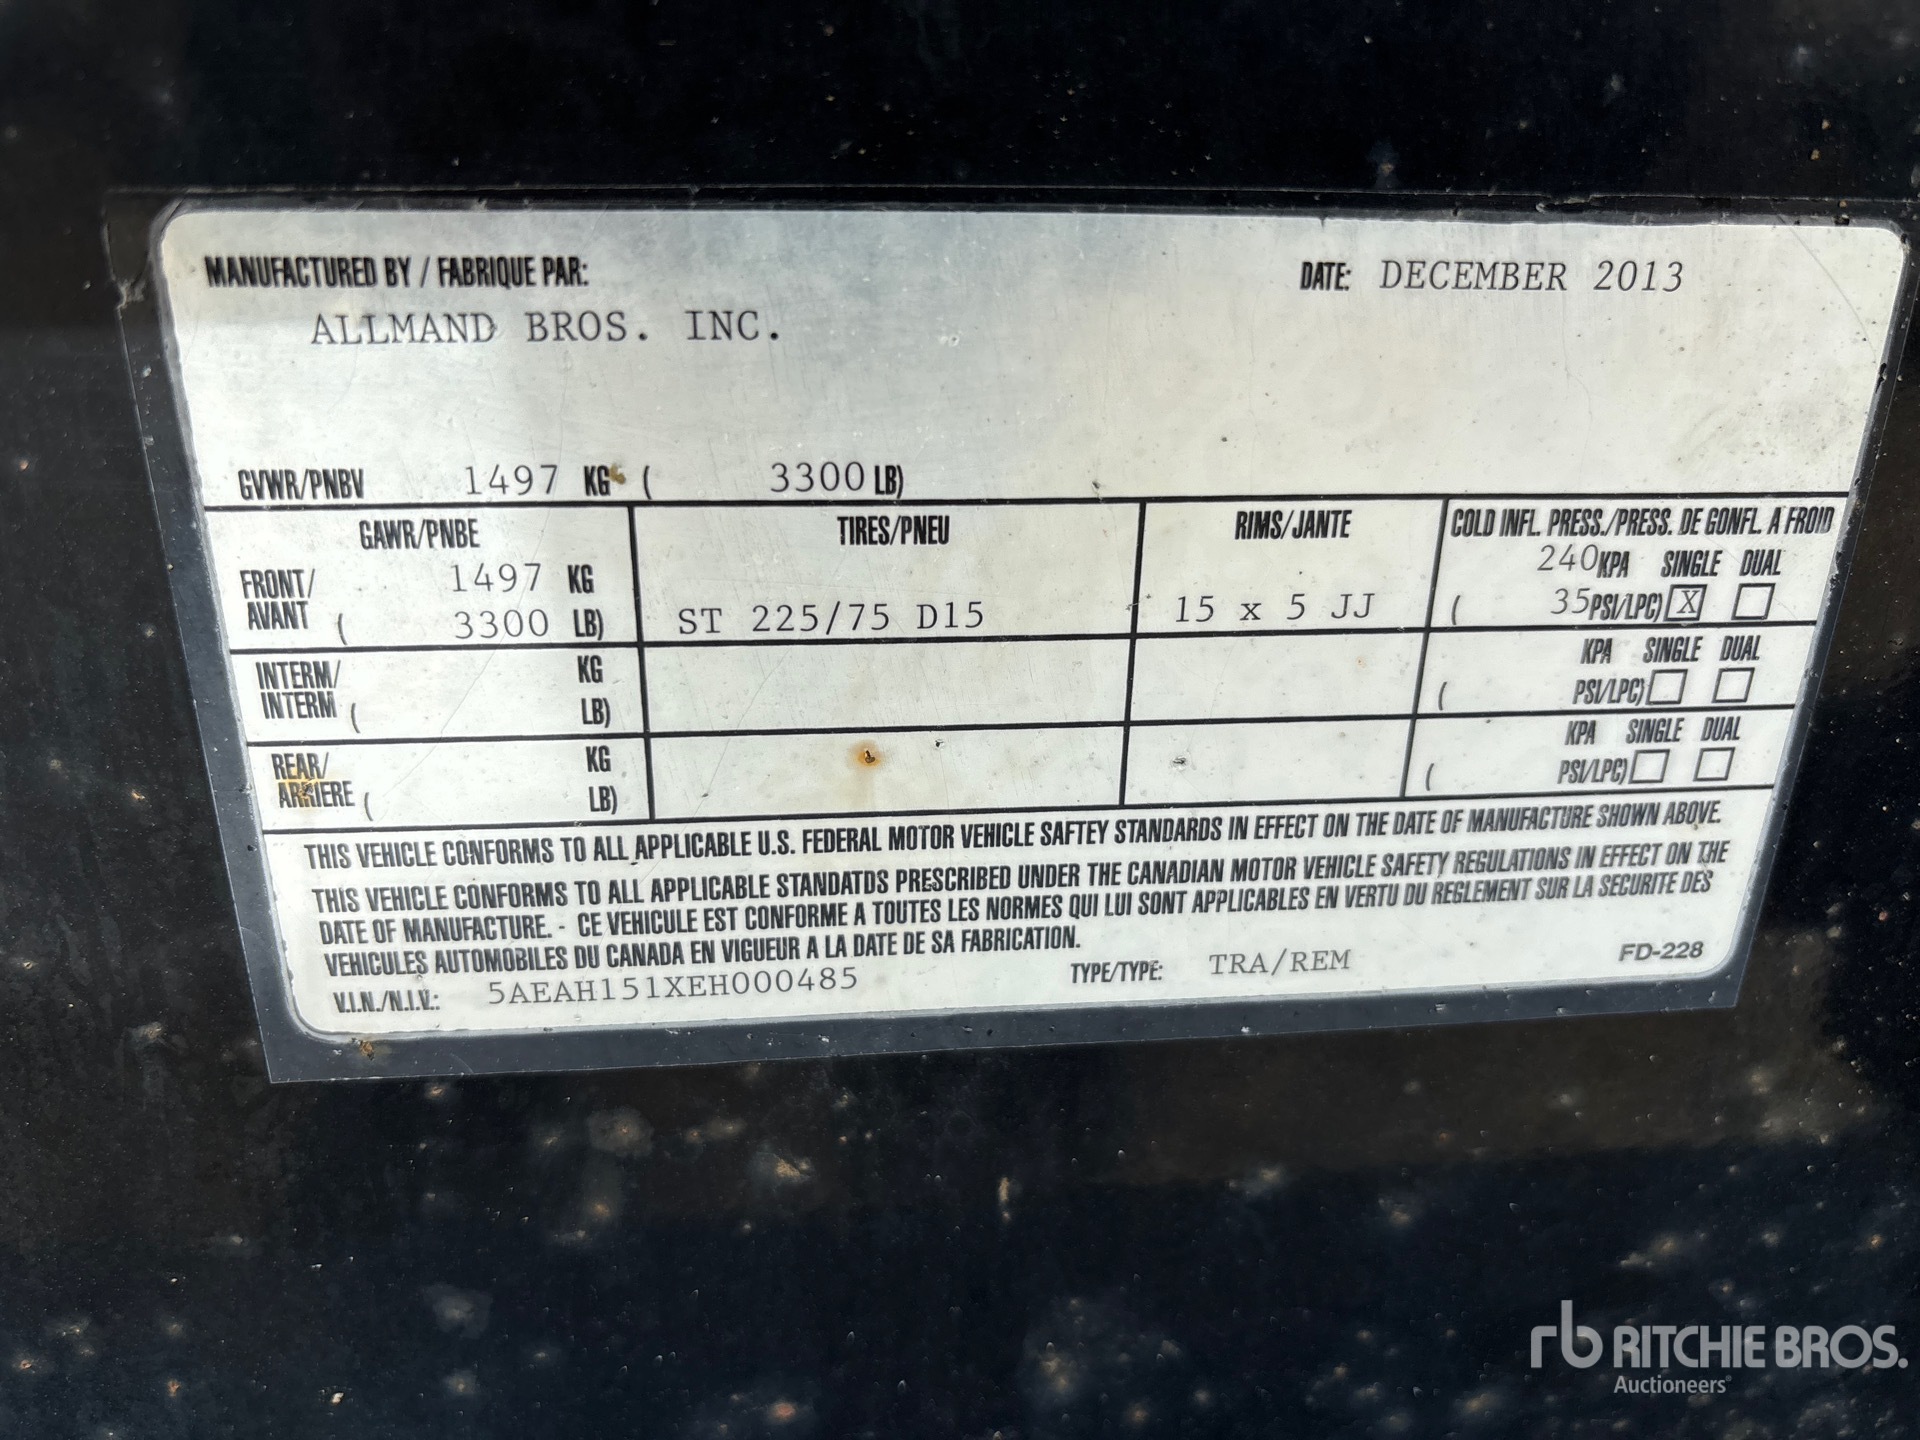 MANUFACTURED BY / FABRIQUE PAR:
ALLMAND BROS. INC.
DATE: DECEMBER 2013
GVWR/PNBV 1497 KG ( 3300 LB)
GAWR/PNBE TIRES/PNEU RIMS/JANTE COLD INFL. PRESS./PRESS. DE GONFL. A FROID
FRONT/ 1497 KG 240 KPA SINGLE DUAL
AVANT ( 3300 LB) ST 225/75 D15 15 x 5 JJ ( 35 PSI/LPC) X
INTERM/ KG KPA SINGLE DUAL
INTERM ( LB) ( PSI/LPC)
REAR/ KG KPA SINGLE DUAL
ARRIERE ( LB) ( PSI/LPC)
THIS VEHICLE CONFORMS TO ALL APPLICABLE U.S. FEDERAL MOTOR VEHICLE SAFTEY STANDARDS IN EFFECT ON THE DATE OF MANUFACTURE SHOWN ABOVE.
THIS VEHICLE CONFORMS TO ALL APPLICABLE STANDATDS PRESCRIBED UNDER THE CANADIAN MOTOR VEHICLE SAFETY REGULATIONS IN EFFECT ON THE
DATE OF MANUFACTURE. - CE VEHICULE EST CONFORME A TOUTES LES NORMES QUI LUI SONT APPLICABLES EN VERTU DU REGLEMENT SUR LA SECURITE DES
VEHICULES AUTOMOBILES DU CANADA EN VIGUEUR A LA DATE DE SA FABRICATION.
V.I.N./N.I.V.: 5AEAH151XEH000485 TYPE/TYPE: TRA/REM FD-228
rb RITCHIE BROS.
Auctioneers